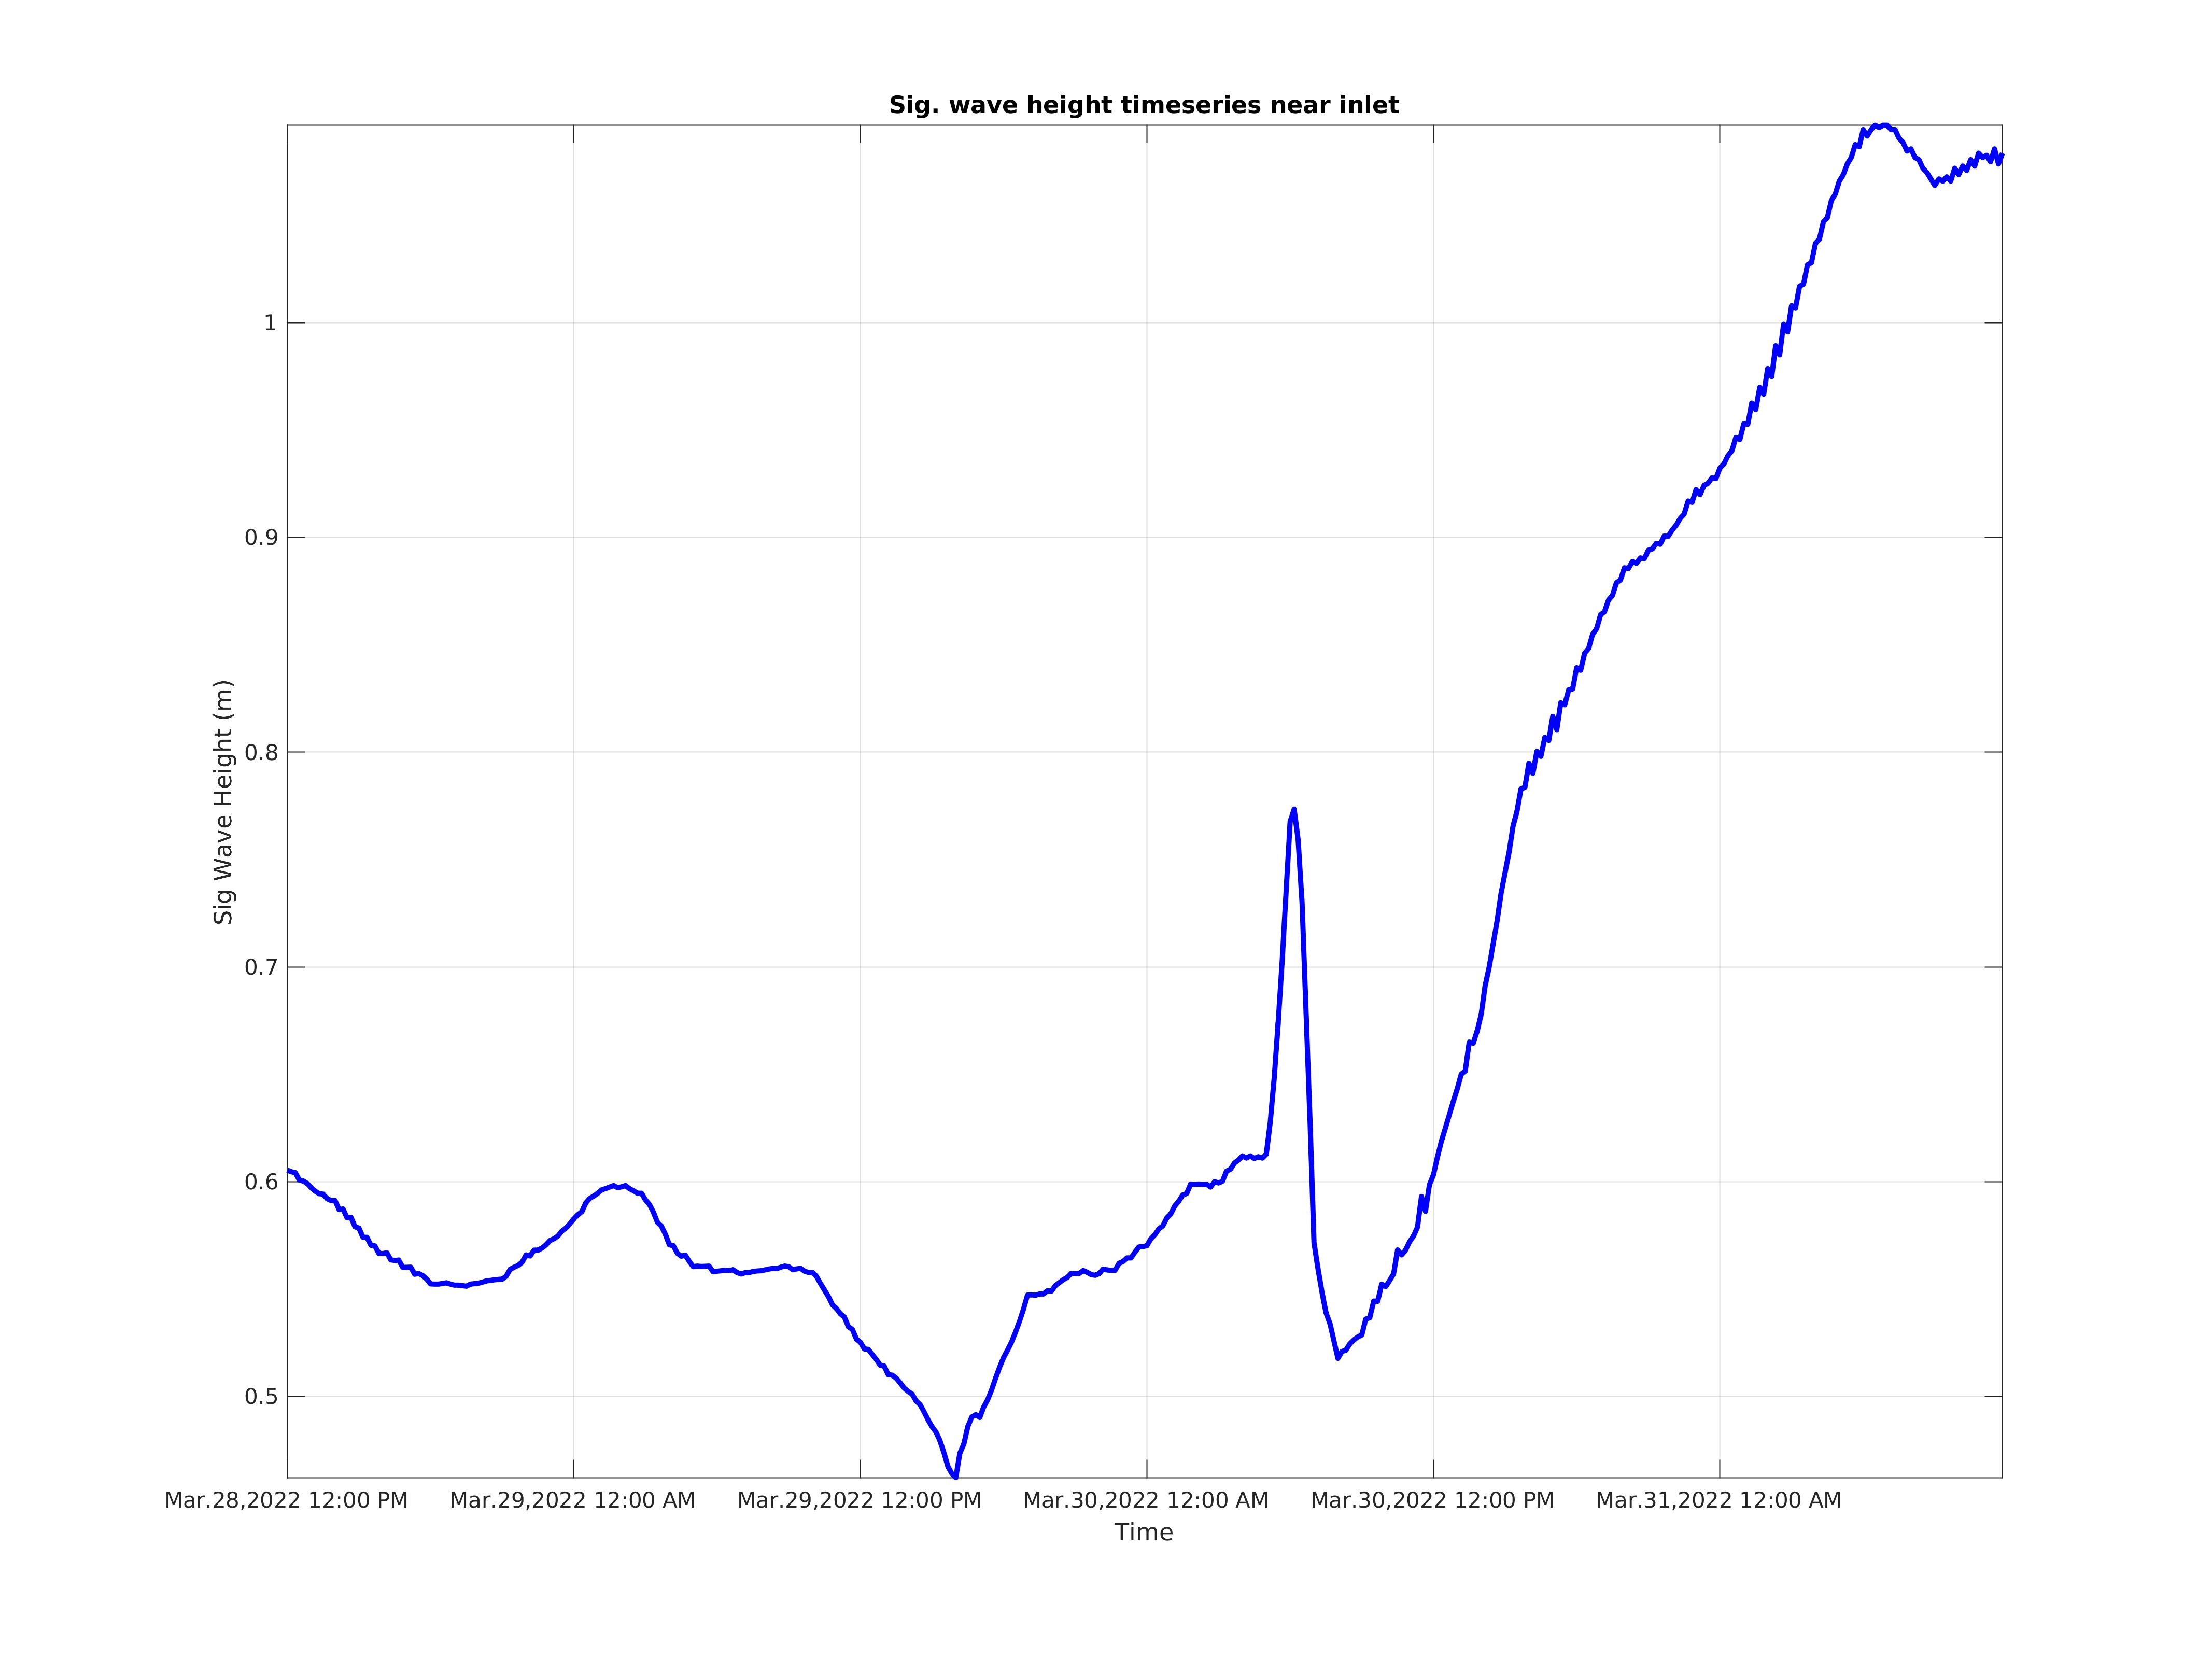 Sig. wave height timeseries near inlet
1
0.9
0.8
0.7
0.6
0.5
Sig Wave Height (m)
Mar.28,2022 12:00 PM Mar.29,2022 12:00 AM Mar.29,2022 12:00 PM Mar.30,2022 12:00 AM Mar.30,2022 12:00 PM Mar.31,2022 12:00 AM
Time